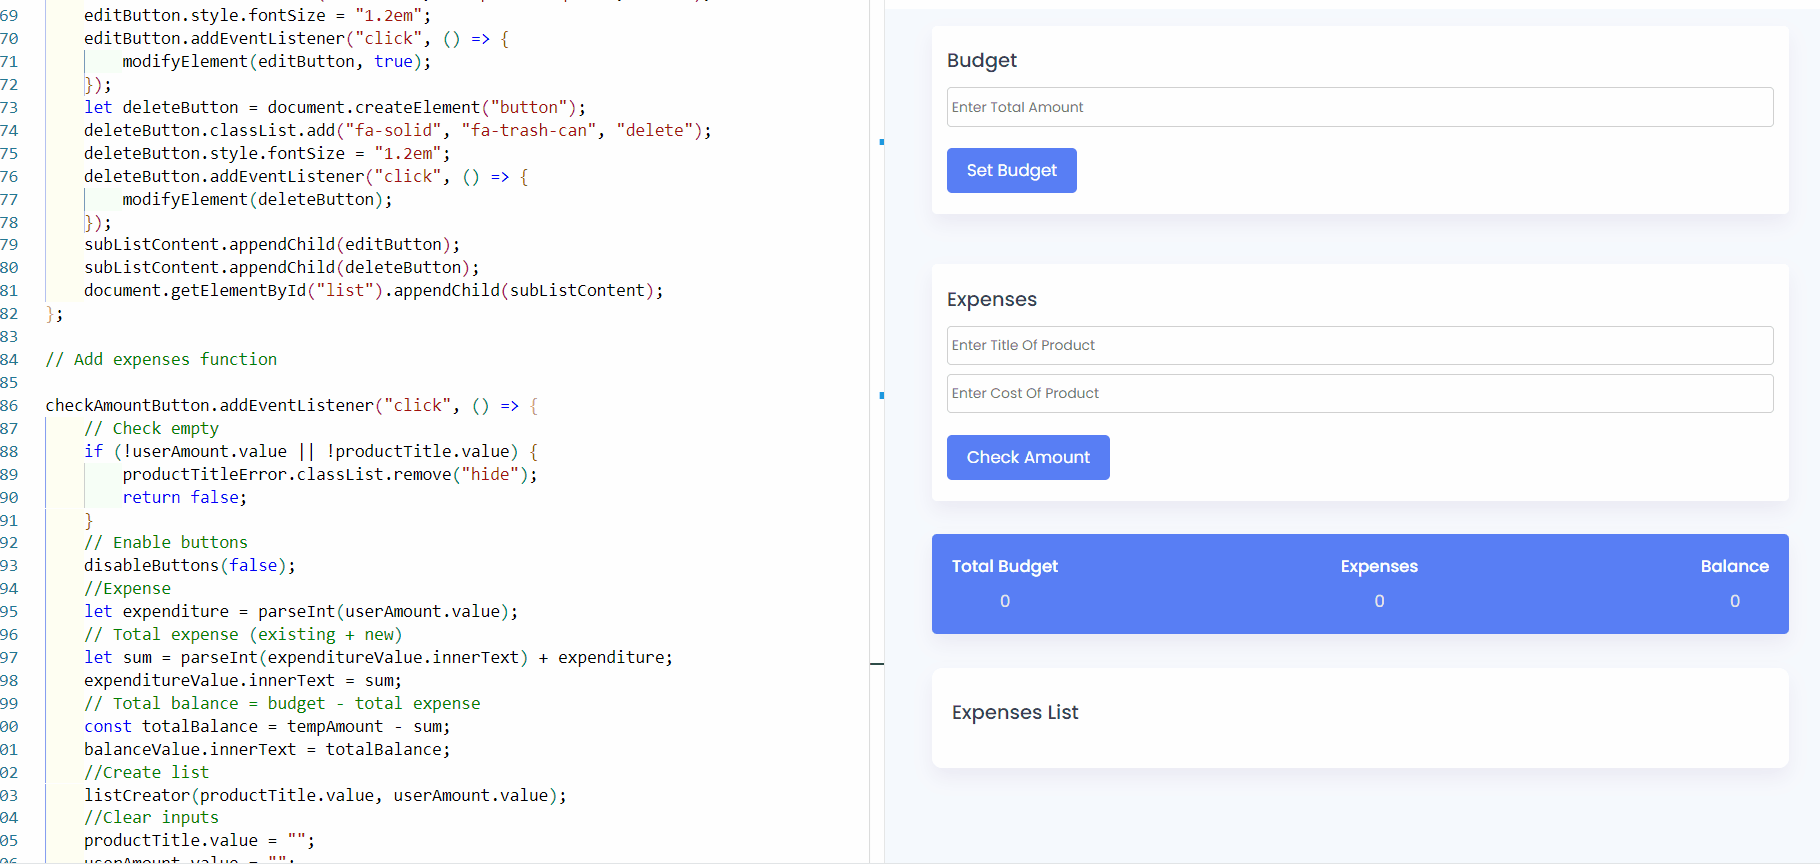 69 editButton.style.fontSize = "1.2em";
70 editButton.addEventListener("click", () => {
71 modifyElement(editButton, true);
72 });
73 let deleteButton = document.createElement("button");
74 deleteButton.classList.add("fa-solid", "fa-trash-can", "delete");
75 deleteButton.style.fontSize = "1.2em";
76 deleteButton.addEventListener("click", () => {
77 modifyElement(deleteButton);
78 });
79 subListContent.appendChild(editButton);
80 subListContent.appendChild(deleteButton);
81 document.getElementById("list").appendChild(subListContent);
82 };
83
84 // Add expenses function
85
86 checkAmountButton.addEventListener("click", () => {
87 // Check empty
88 if (!userAmount.value || !productTitle.value) {
89 productTitleError.classList.remove("hide");
90 return false;
91 }
92 // Enable buttons
93 disableButtons(false);
94 //Expense
95 let expenditure = parseInt(userAmount.value);
96 // Total expense (existing + new)
97 let sum = parseInt(expenditureValue.innerText) + expenditure;
98 expenditureValue.innerText = sum;
99 // Total balance = budget - total expense
00 const totalBalance = tempAmount - sum;
01 balanceValue.innerText = totalBalance;
02 //Create list
03 listCreator(productTitle.value, userAmount.value);
04 //Clear inputs
05 productTitle.value = "";
06 userAmount.value = "";
Budget
Enter Total Amount
Set Budget
Expenses
Enter Title Of Product
Enter Cost Of Product
Check Amount
Total Budget Expenses Balance
0 0 0
Expenses List